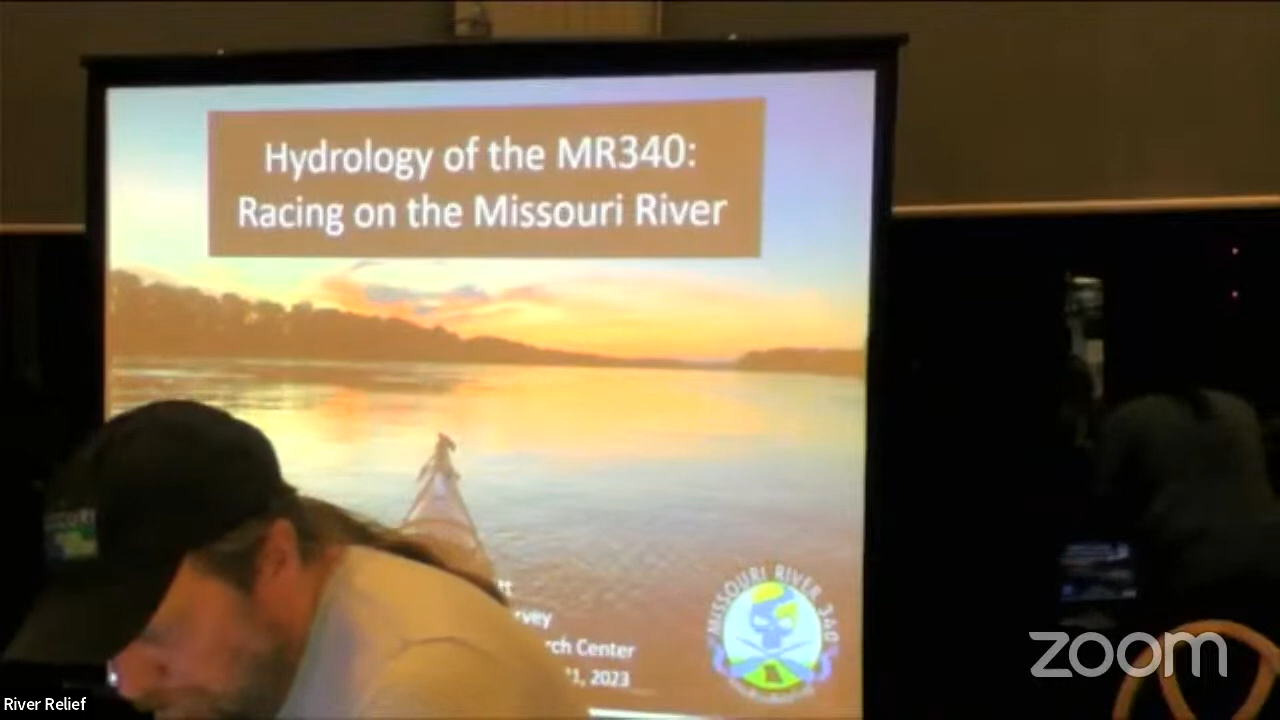 Hydrology of the MR340:
Racing on the Missouri River
tt
rvey
rch Center
1, 2023
MISSOURI RIVER 340
zoom
River Relief